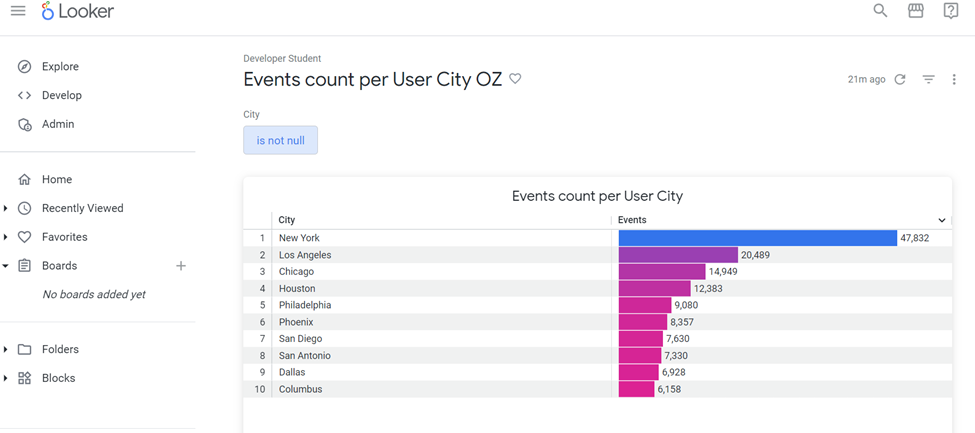 Looker
Explore
Develop
Admin
Home
Recently Viewed
Favorites
Boards
No boards added yet
Folders
Blocks
Developer Student
Events count per User City OZ
21m ago
City
is not null
Events count per User City
City Events
1 New York 47,832
2 Los Angeles 20,489
3 Chicago 14,949
4 Houston 12,383
5 Philadelphia 9,080
6 Phoenix 8,357
7 San Diego 7,630
8 San Antonio 7,330
9 Dallas 6,928
10 Columbus 6,158